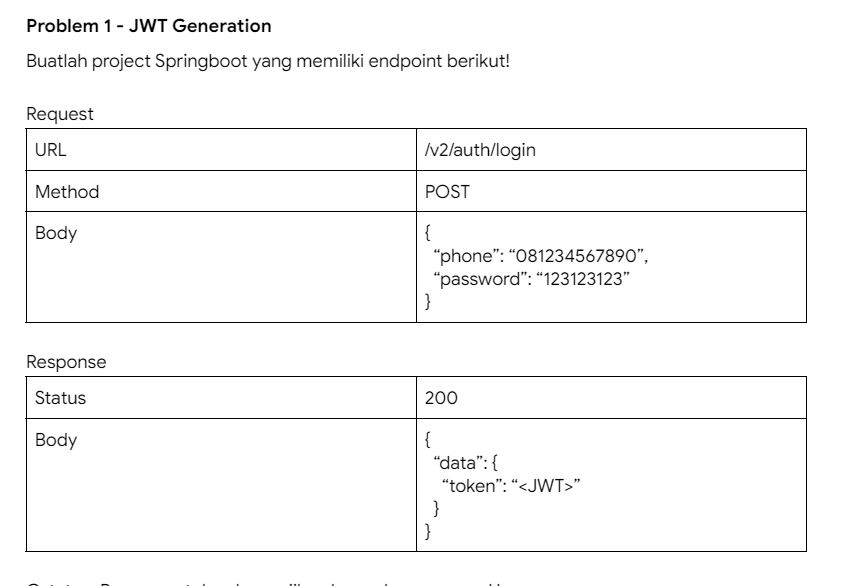 Problem 1 - JWT Generation
Buatlah project Springboot yang memiliki endpoint berikut!
Request
URL
/v2/auth/login
Method
POST
Body
{
“phone”: “081234567890”,
“password”: “123123123”
}
Response
Status
200
Body
{
“data”: {
“token”: “<JWT>”
}
}